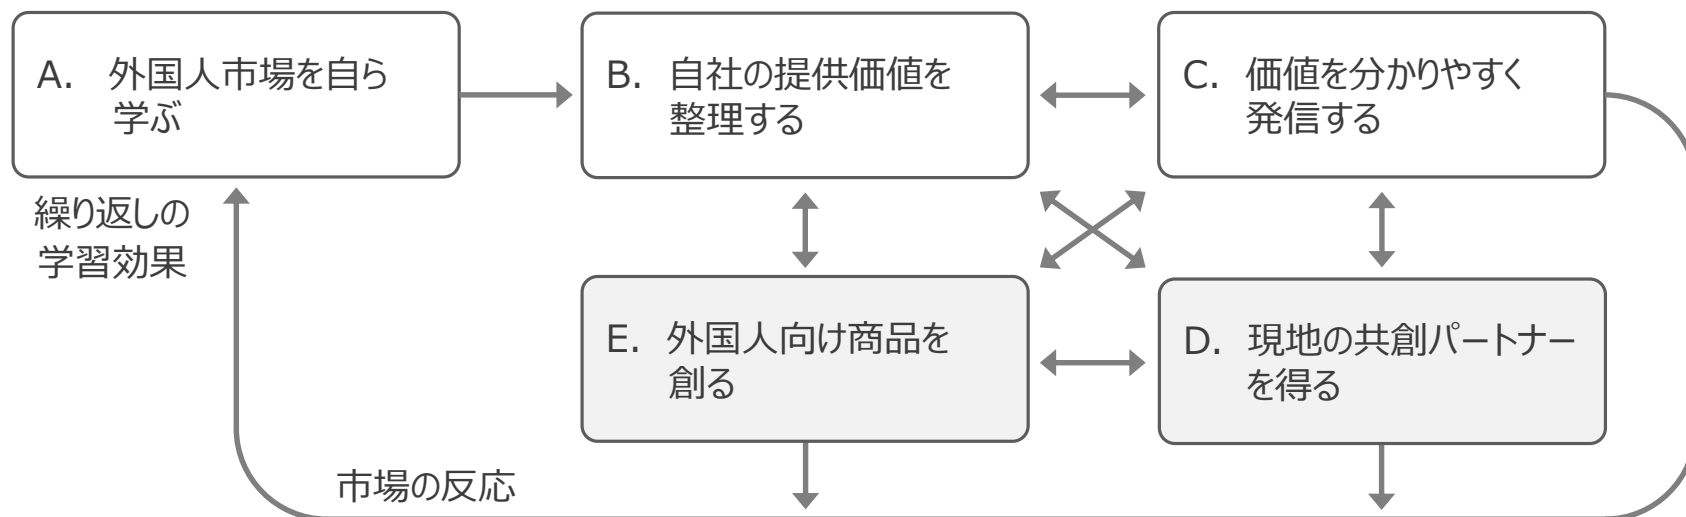 A. 外国人市場を自ら
学ぶ
B. 自社の提供価値を
整理する
C. 価値を分かりやすく
発信する
繰り返しの
学習効果
E. 外国人向け商品を
創る
D. 現地の共創パートナー
を得る
市場の反応